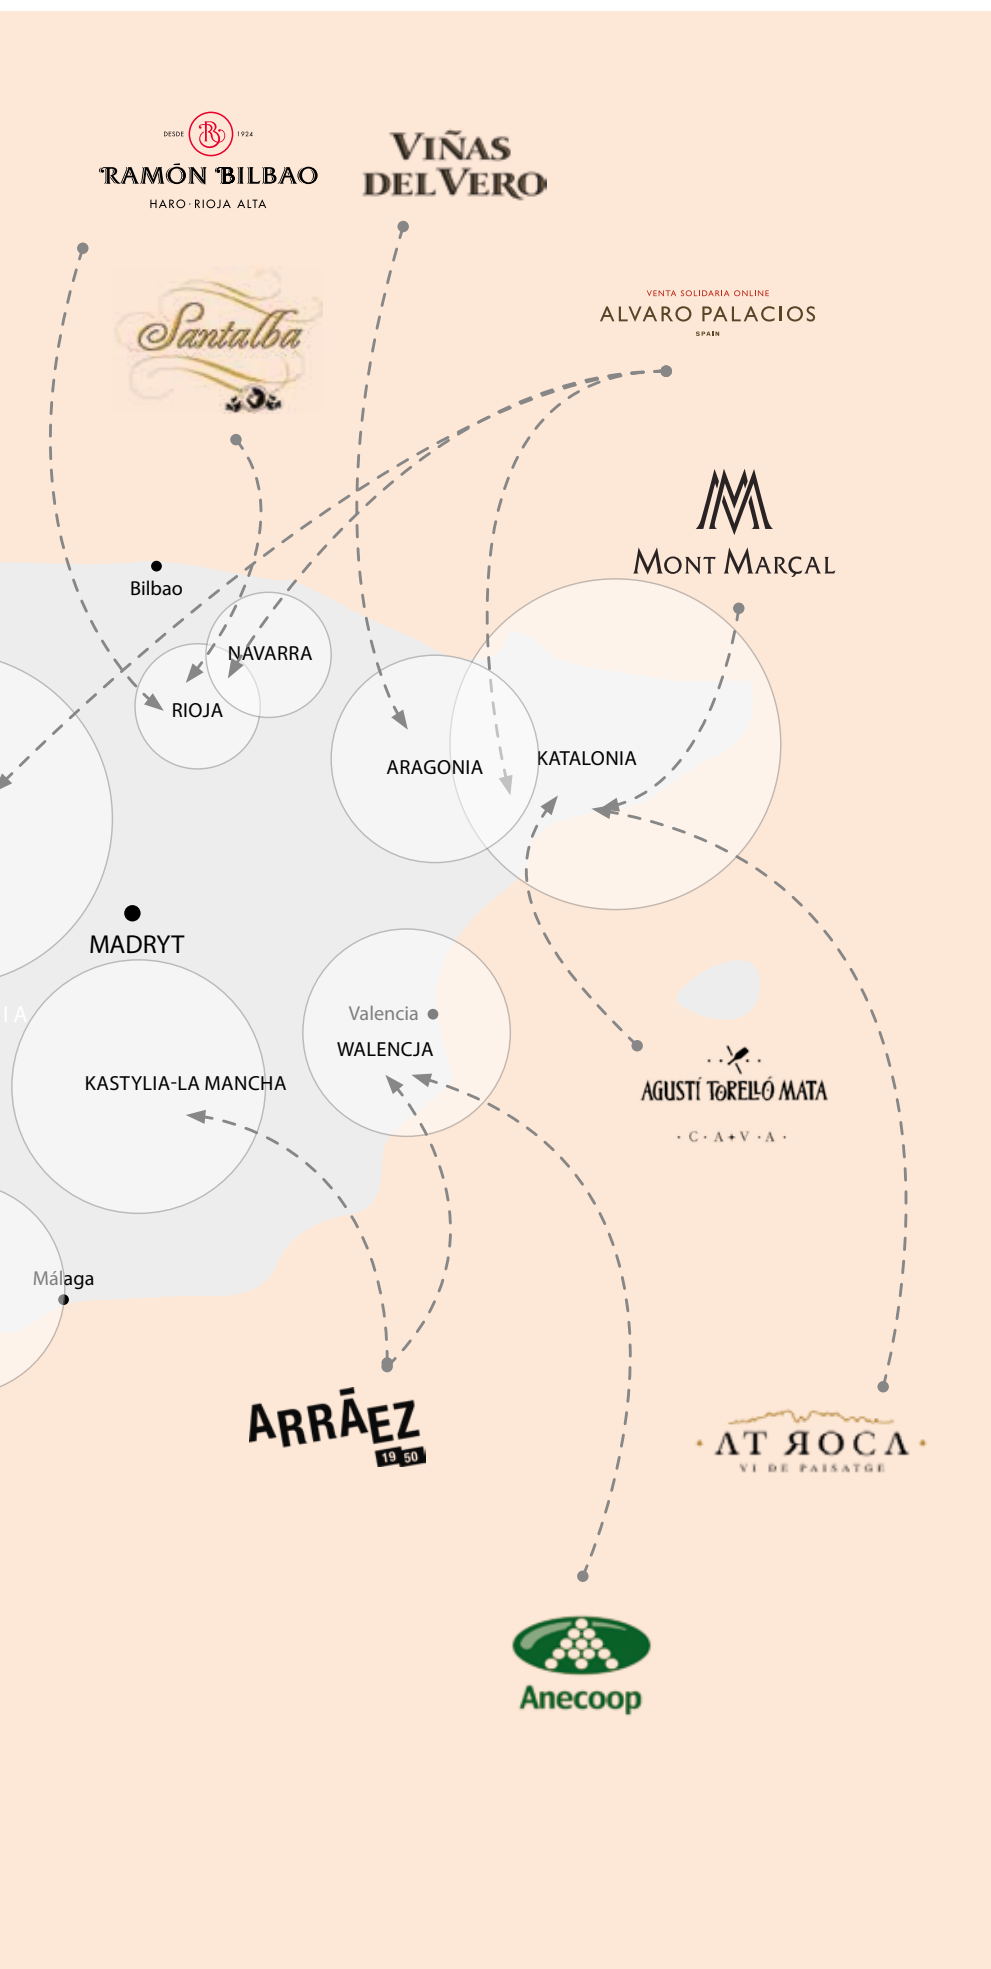 DESDE 1924
RAMÓN BILBAO
HARO·RIOJA ALTA
VIÑAS
DEL VERO
Santalba
VENTA SOLIDARIA ONLINE
ALVARO PALACIOS
SPAIN
MONT MARÇAL
Bilbao
NAVARRA
RIOJA
ARAGONIA
KATALONIA
MADRYT
IA
Valencia
WALENCJA
KASTYLIA-LA MANCHA
AGUSTÍ TORELLÓ MATA
·C·A·V·A·
Málaga
ARRĀEZ
19 50
AT ROCA
VI DE PAISATGE
Anecoop